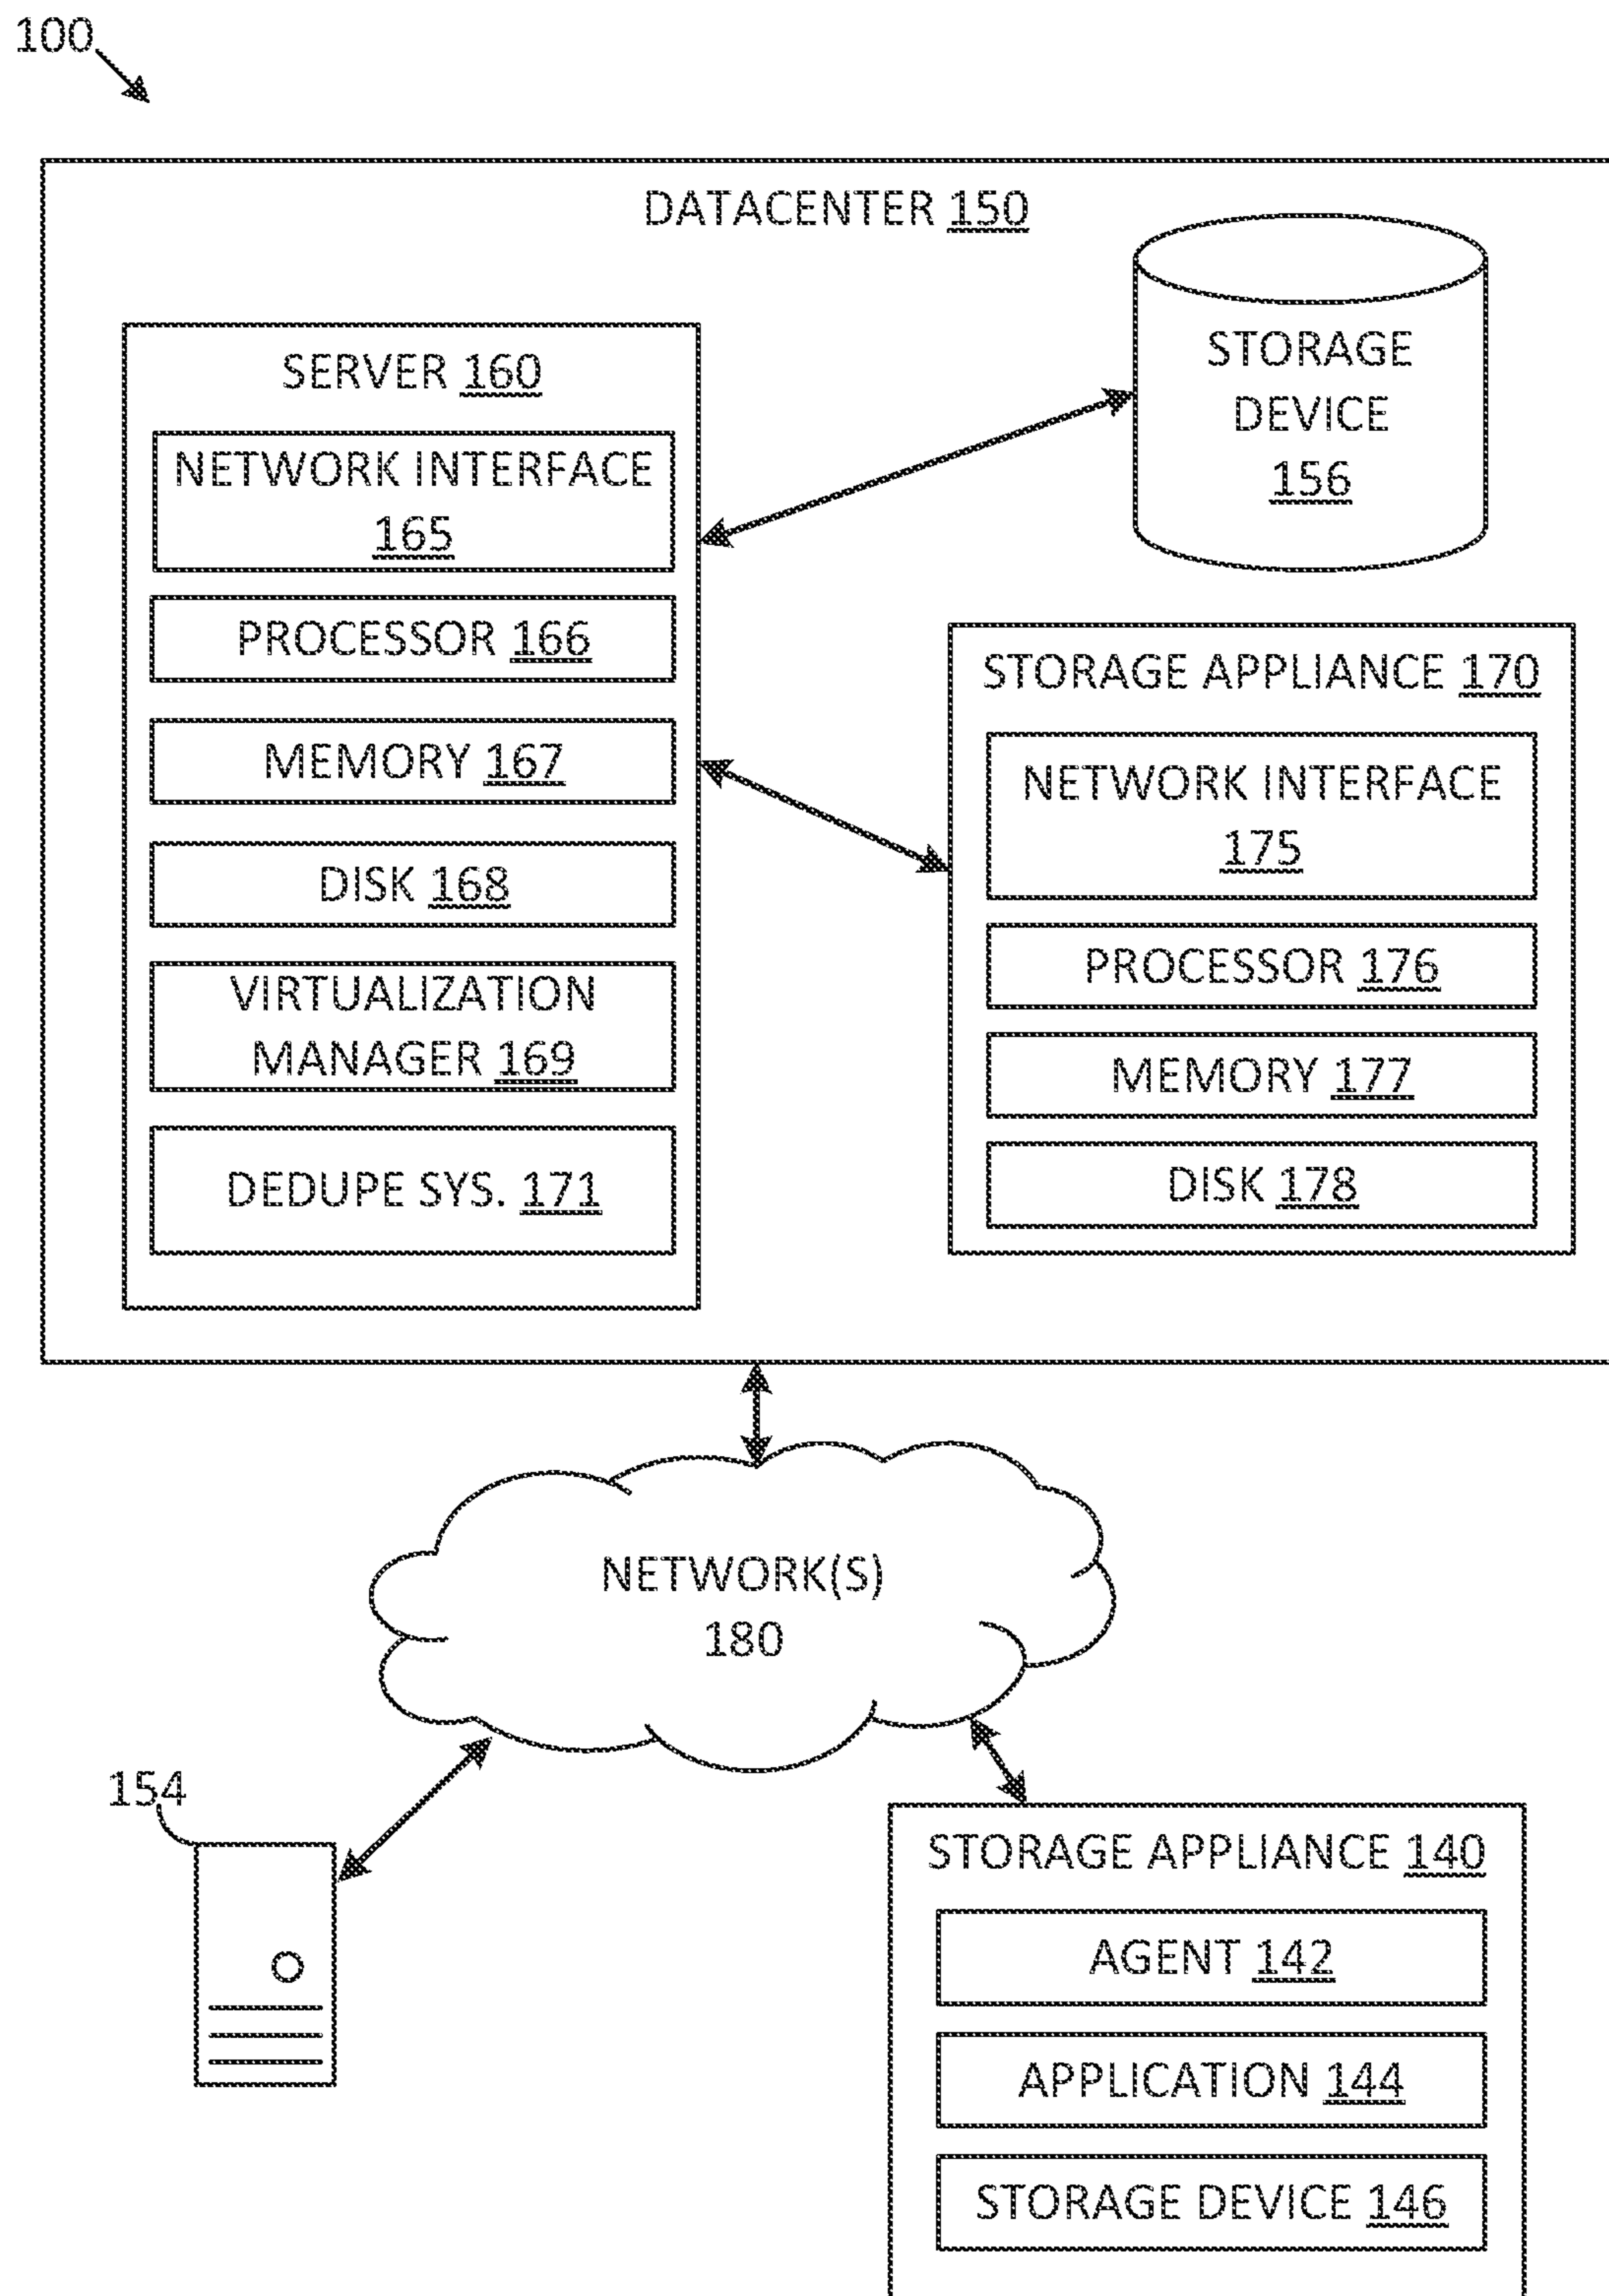 100
DATACENTER 150
SERVER 160
NETWORK INTERFACE
165
PROCESSOR 166
MEMORY 167
DISK 168
VIRTUALIZATION
MANAGER 169
DEDUPE SYS. 171
STORAGE
DEVICE
156
STORAGE APPLIANCE 170
NETWORK INTERFACE
175
PROCESSOR 176
MEMORY 177
DISK 178
NETWORK(S)
180
154
STORAGE APPLIANCE 140
AGENT 142
APPLICATION 144
STORAGE DEVICE 146